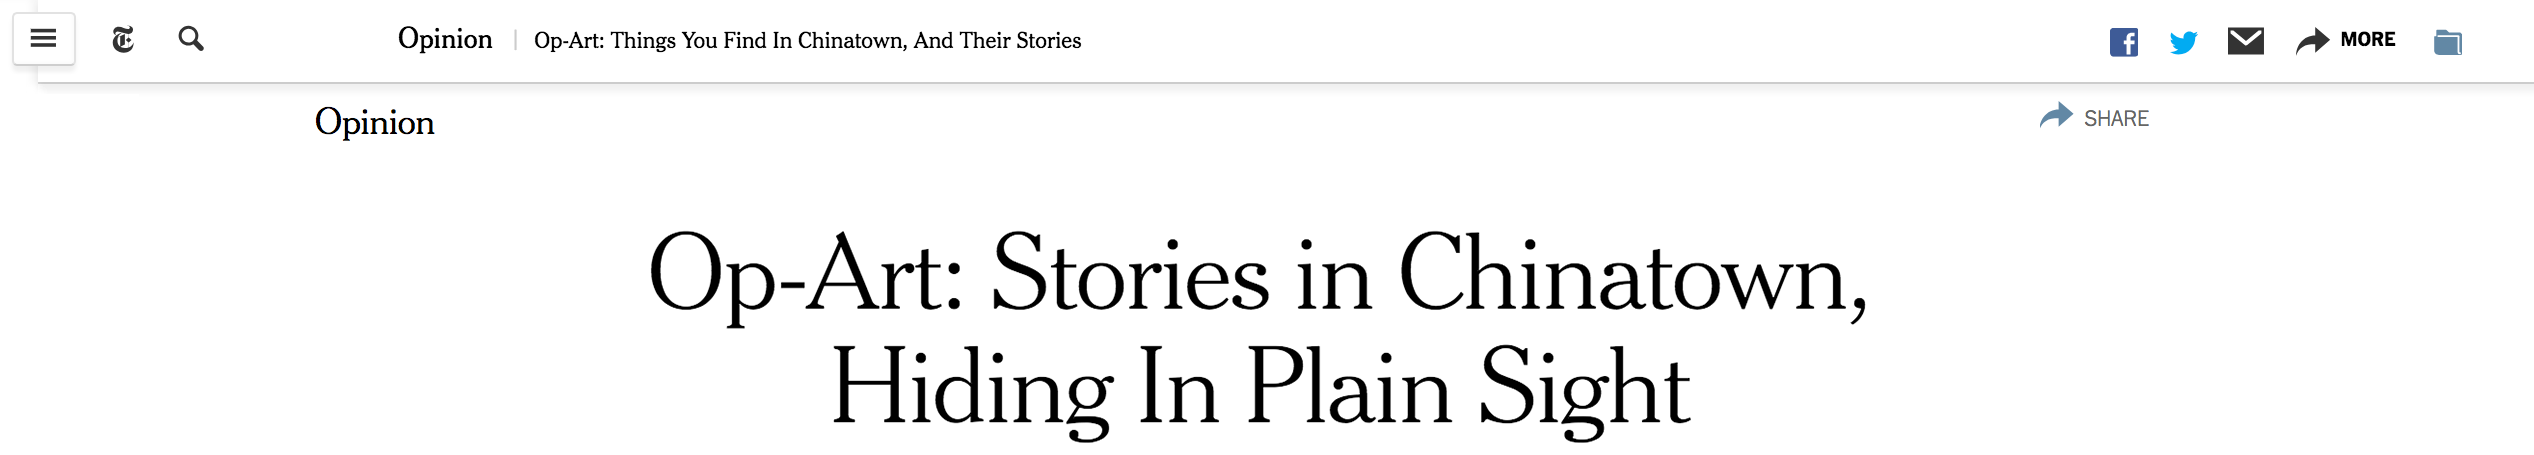 Opinion | Op-Art: Things You Find In Chinatown, And Their Stories
MORE
Opinion
SHARE
Op-Art: Stories in Chinatown,
Hiding In Plain Sight